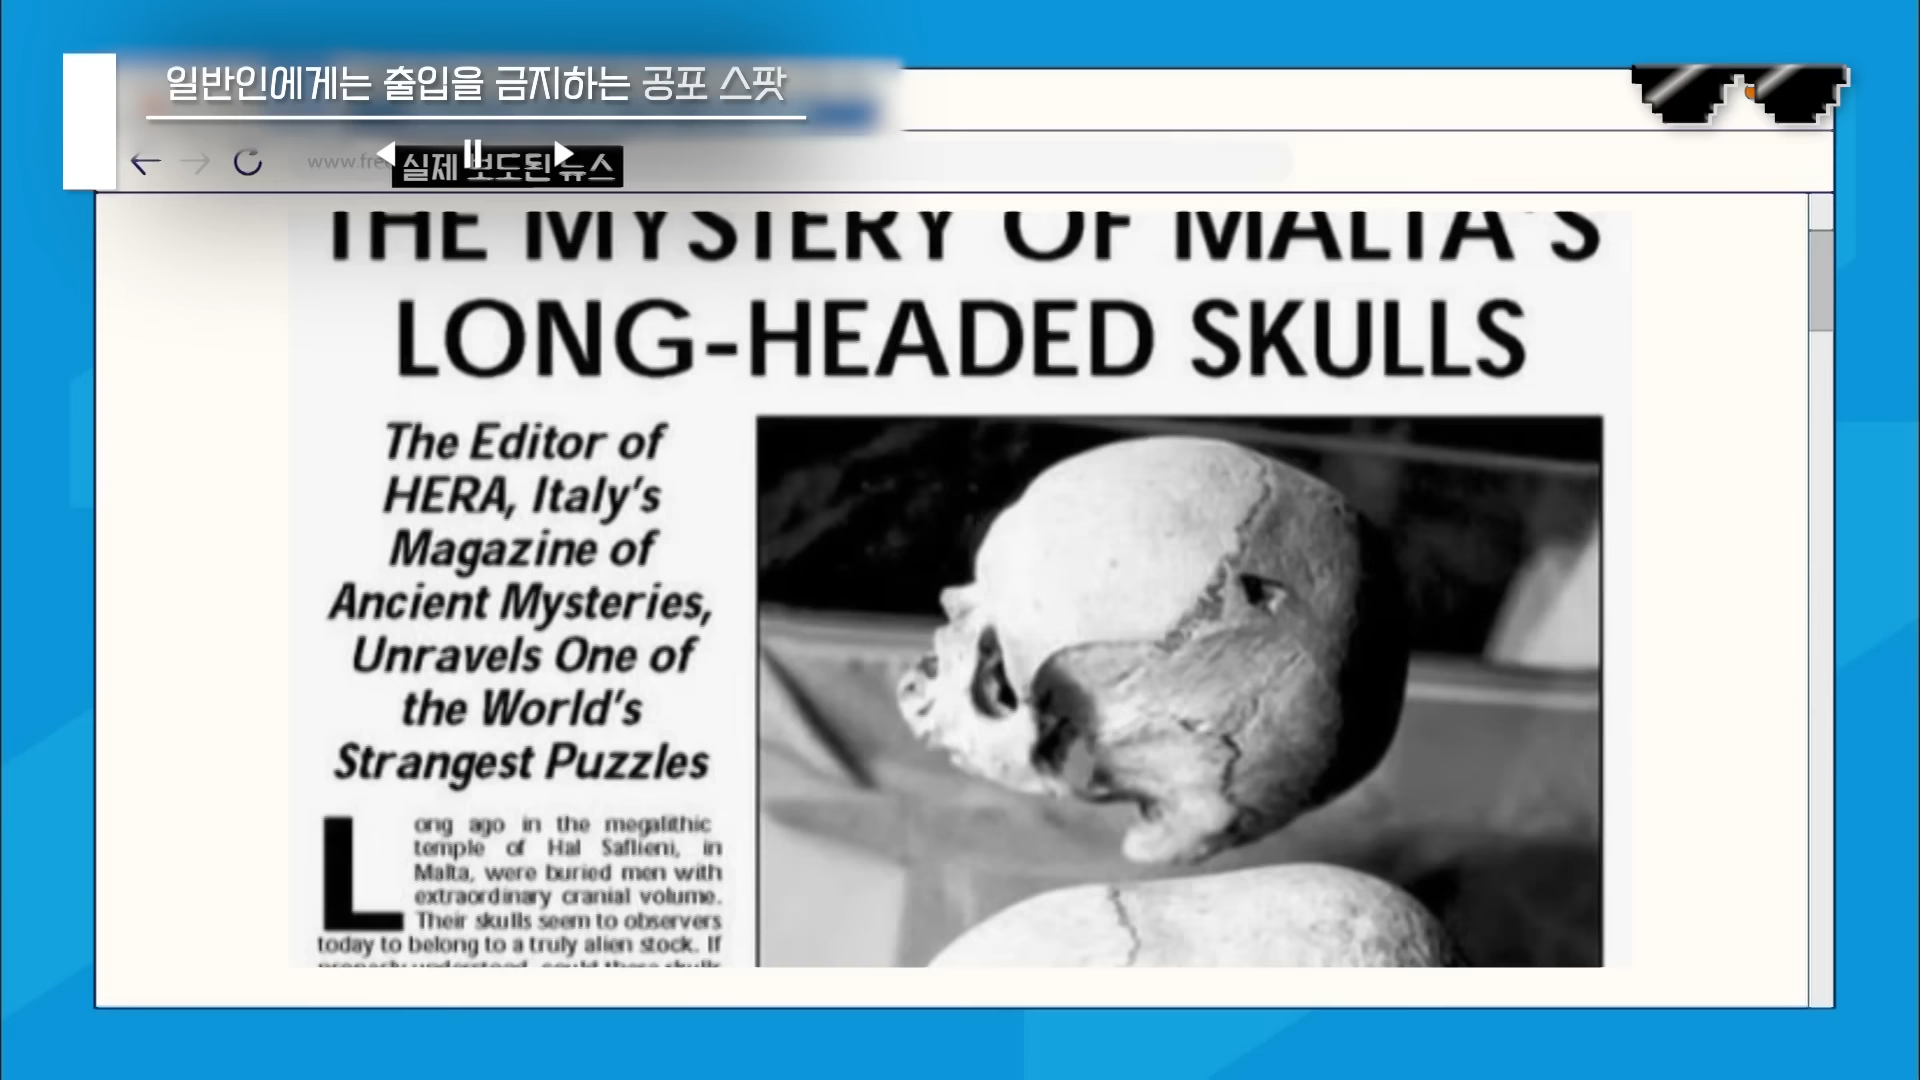 일반인에게는 출입을 금지하는 공포 스팟
www.fre
실제 보도된 뉴스
THE MYSTERY OF MALTA'S
LONG-HEADED SKULLS
The Editor of
HERA, Italy's
Magazine of
Ancient Mysteries,
Unravels One of
the World's
Strangest Puzzles
Long ago in the megalithic
temple of Hal Saflieni, in
Malta, were buried men with
extraordinary cranial volume.
Their skulls seem to observers
today to belong to a truly alien stock. If